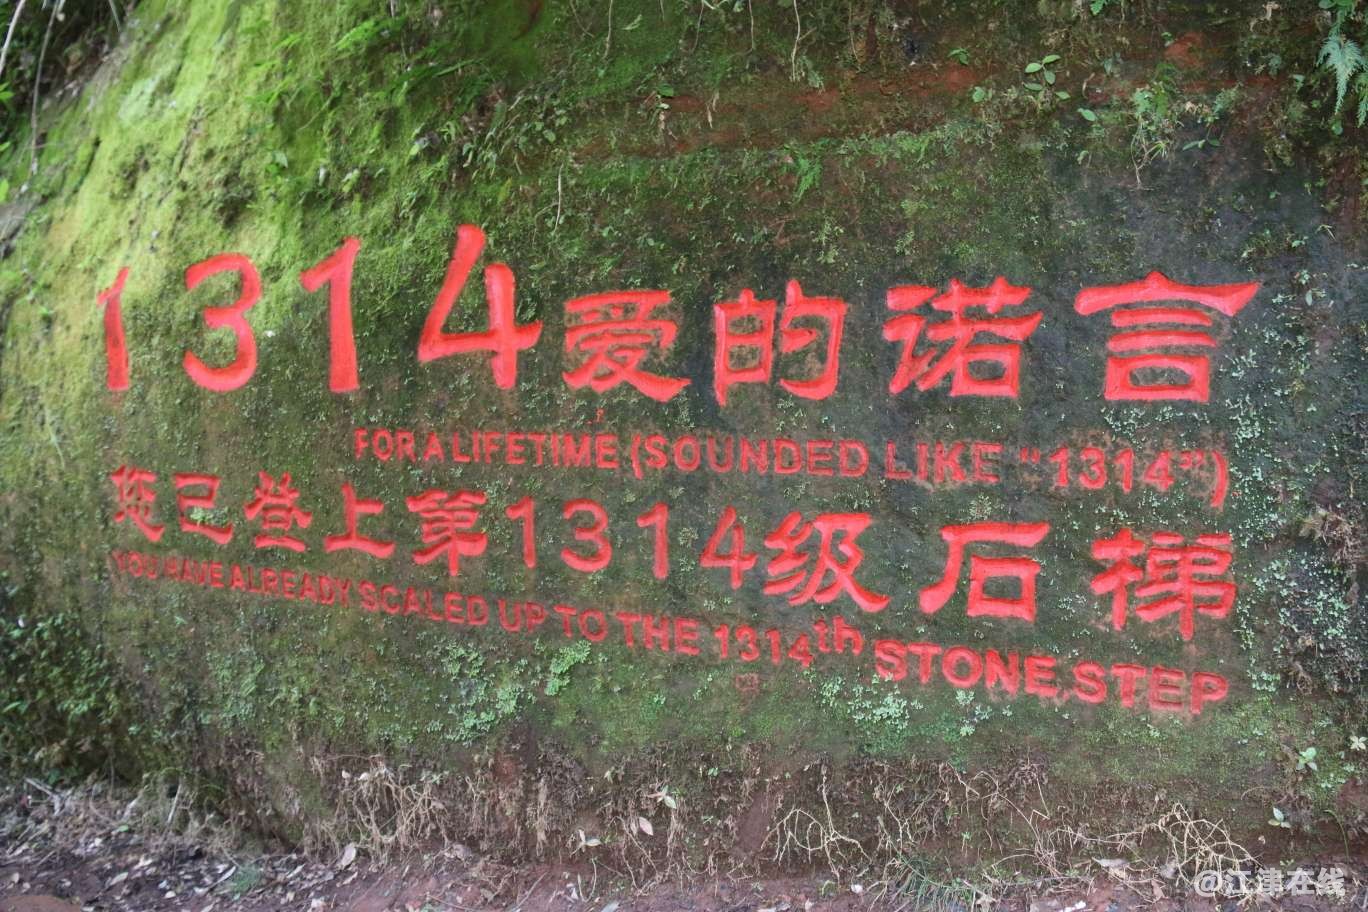 1314爱的诺言
FOR A LIFETIME (SOUNDED LIKE "1314")
您已登上第1314级石梯
YOU HAVE ALREADY SCALED UP TO THE 1314th STONE STEP
@江津在线